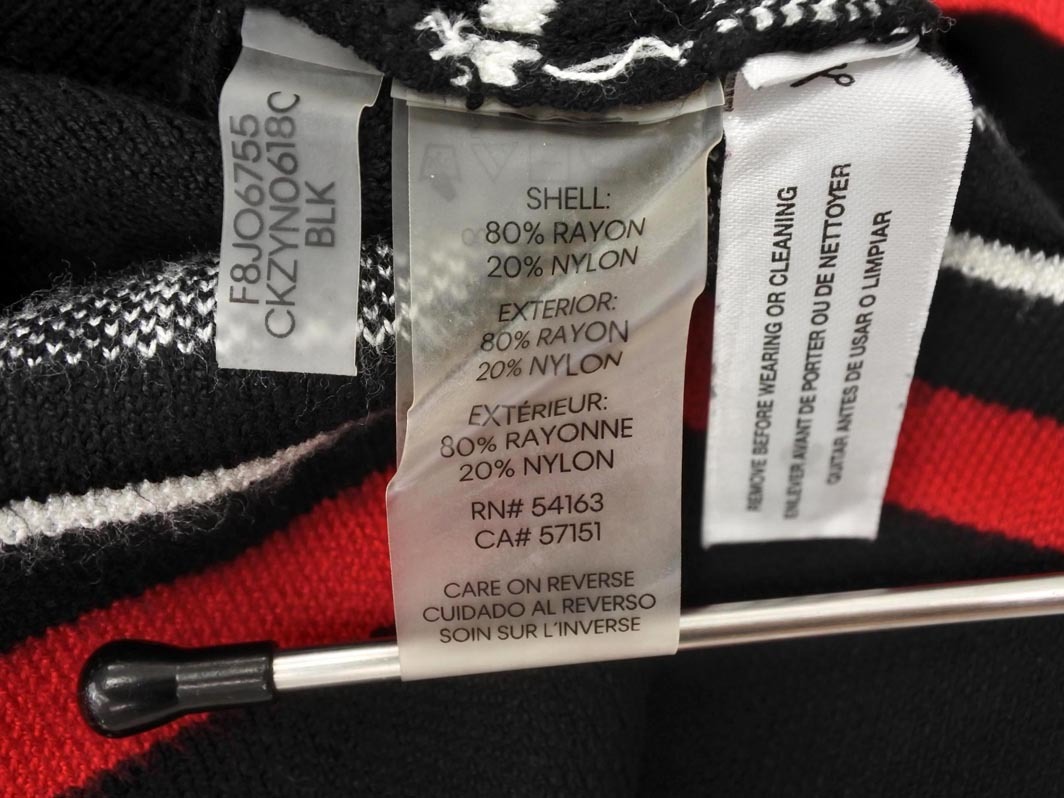 F8JO6755
CKZYN0618C
BLK
SHELL:
80% RAYON
20% NYLON
EXTERIOR:
80% RAYON
20% NYLON
EXTÉRIEUR:
80% RAYONNE
20% NYLON
RN# 54163
CA# 57151
CARE ON REVERSE
CUIDADO AL REVERSO
SOIN SUR L'INVERSE
REMOVE BEFORE WEARING OR CLEANING
ENLEVER AVANT DE PORTER OU DE NETTOYER
QUITAR ANTES DE USAR O LIMPIAR